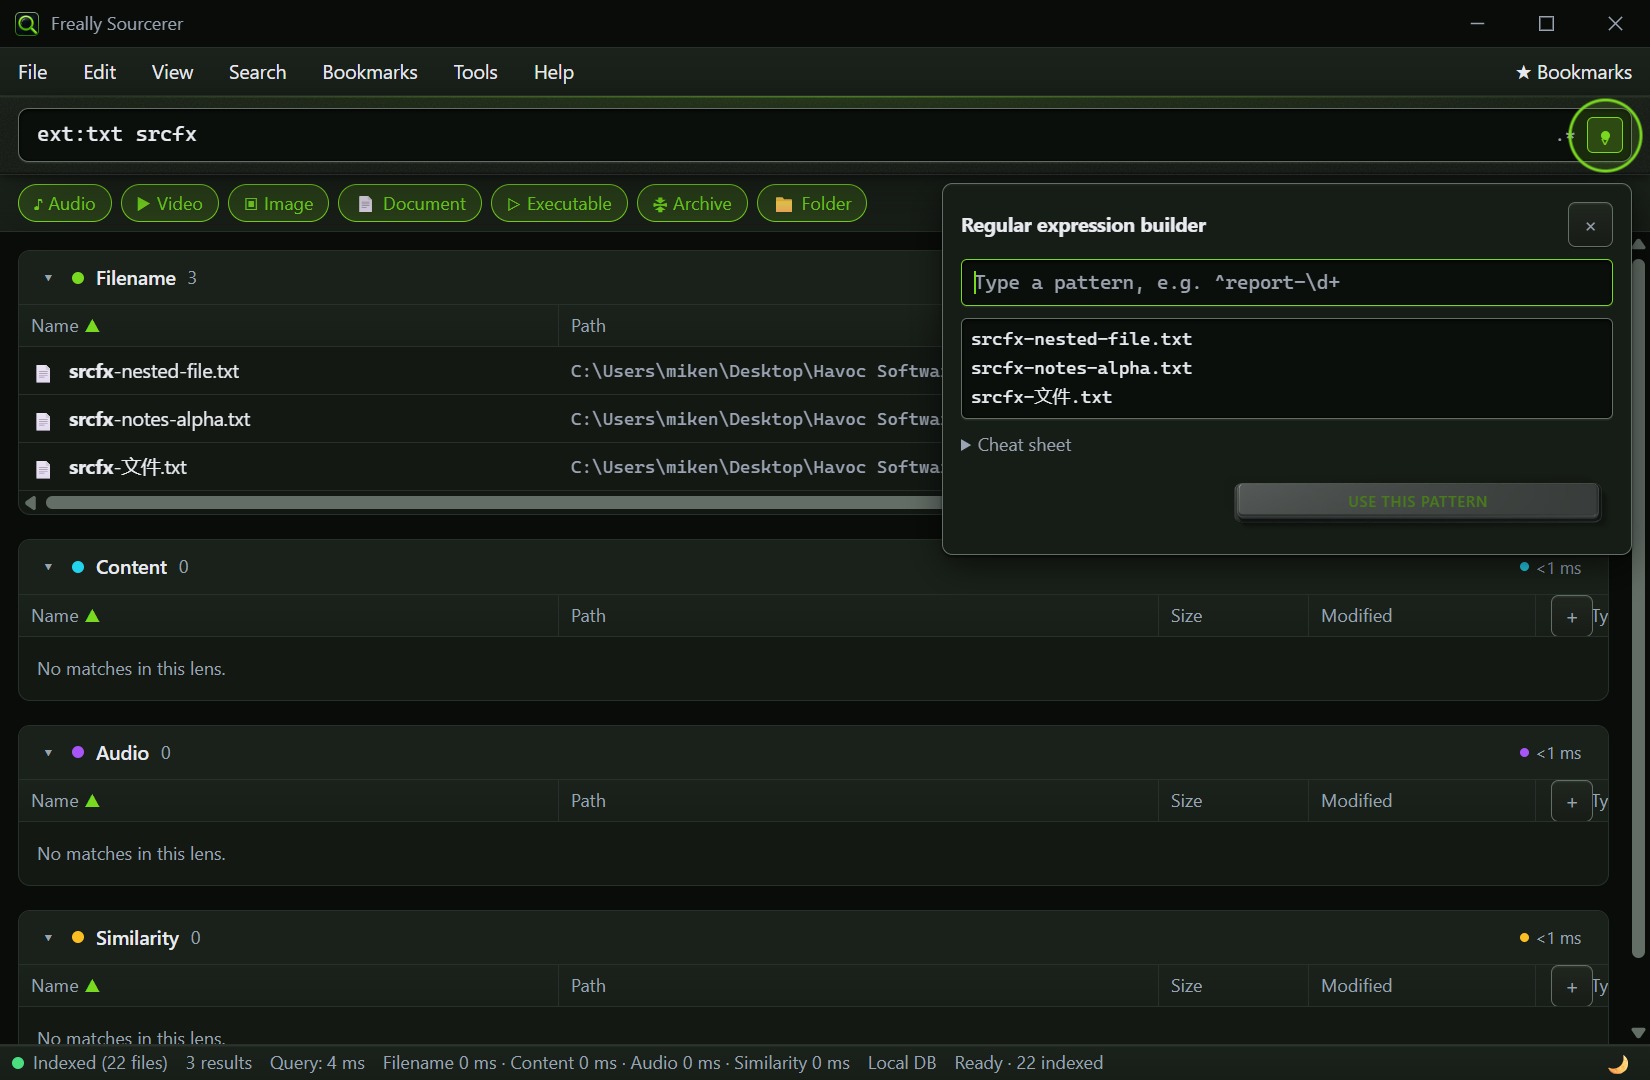 Freally Sourcerer
File Edit View Search Bookmarks Tools Help ★ Bookmarks
ext:txt srcfx .*
♪ Audio ▶ Video Image Document ▷ Executable Archive Folder
Regular expression builder ×
Type a pattern, e.g. ^report-\d+
srcfx-nested-file.txt
srcfx-notes-alpha.txt
srcfx-文件.txt
▶ Cheat sheet
USE THIS PATTERN
▼ Filename 3
Name ▲ Path
srcfx-nested-file.txt C:\Users\miken\Desktop\Havoc Softwa
srcfx-notes-alpha.txt C:\Users\miken\Desktop\Havoc Softwa
srcfx-文件.txt C:\Users\miken\Desktop\Havoc Softwa
▼ Content 0 <1 ms
Name ▲ Path Size Modified + Ty
No matches in this lens.
▼ Audio 0 <1 ms
Name ▲ Path Size Modified + Ty
No matches in this lens.
▼ Similarity 0 <1 ms
Name ▲ Path Size Modified + Ty
No matches in this lens.
Indexed (22 files) 3 results Query: 4 ms Filename 0 ms · Content 0 ms · Audio 0 ms · Similarity 0 ms Local DB Ready · 22 indexed